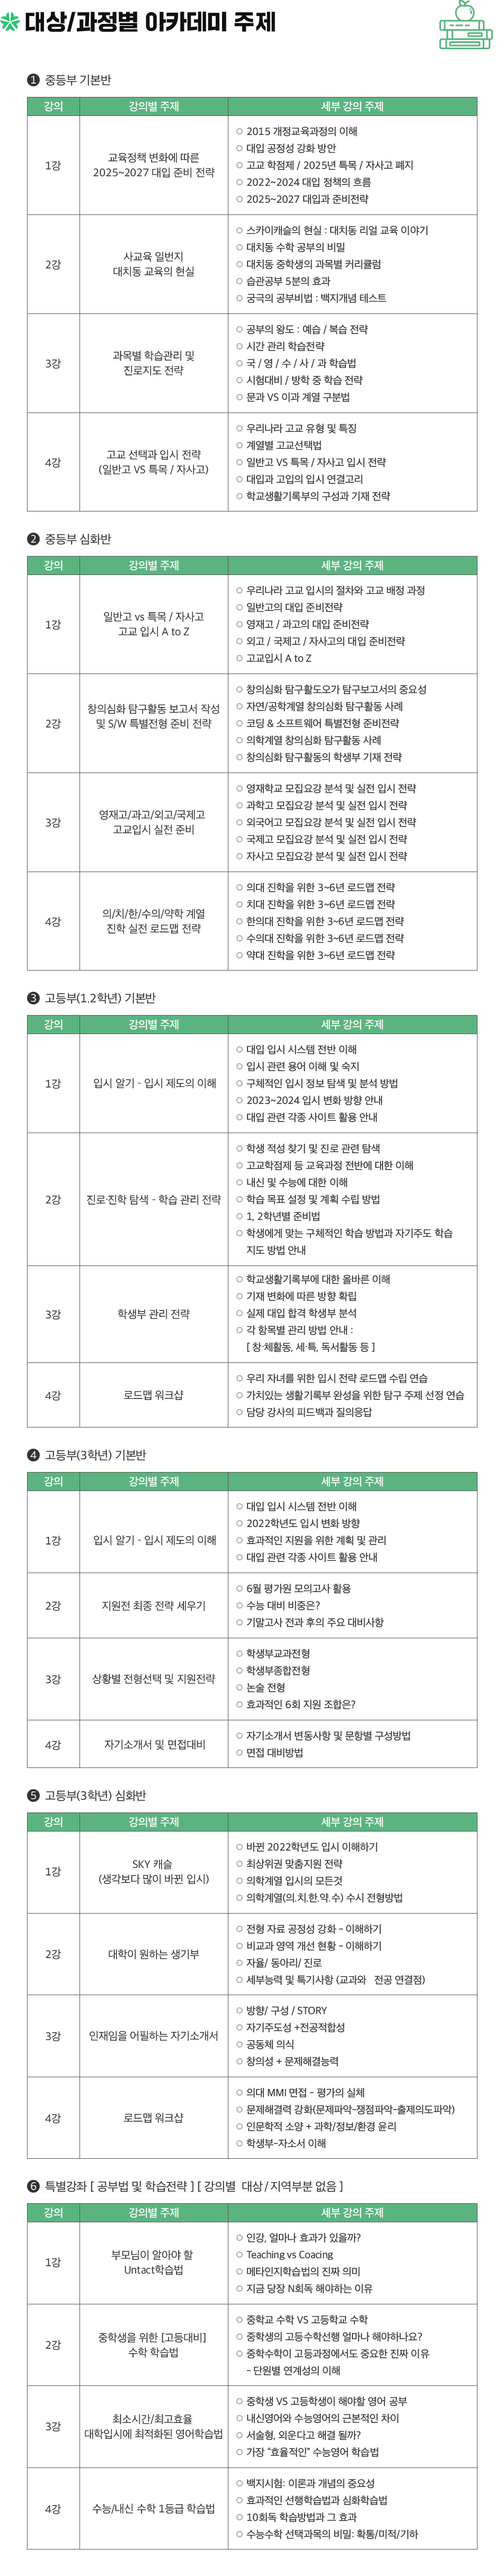 대상/과정별 아카데미 주제
❶ 중등부 기본반
강의 강의별 주제 세부 강의 주제
1강
교육정책 변화에 따른
2025~2027 대입 준비 전략
2015 개정교육과정의 이해
대입 공정성 강화 방안
고교 학점제 / 2025년 특목 / 자사고 폐지
2022~2024 대입 정책의 흐름
2025~2027 대입과 준비전략
2강
사교육 일번지
대치동 교육의 현실
스카이캐슬의 현실 : 대치동 리얼 교육 이야기
대치동 수학 공부의 비밀
대치동 중학생의 과목별 커리큘럼
습관공부 5분의 효과
궁극의 공부비법 : 백지개념 테스트
3강
과목별 학습관리 및
진로지도 전략
공부의 왕도 : 예습 / 복습 전략
시간 관리 학습전략
국 / 영 / 수 / 사 / 과 학습법
시험대비 / 방학 중 학습 전략
문과 VS 이과 계열 구분법
4강
고교 선택과 입시 전략
(일반고 VS 특목 / 자사고)
우리나라 고교 유형 및 특징
계열별 고교선택법
일반고 VS 특목 / 자사고 입시 전략
대입과 고입의 입시 연결고리
학교생활기록부의 구성과 기재 전략
❷ 중등부 심화반
강의 강의별 주제 세부 강의 주제
1강
일반고 vs 특목 / 자사고
고교 입시 A to Z
우리나라 고교 입시의 절차와 고교 배정 과정
일반고의 대입 준비전략
영재고 / 과고의 대입 준비전략
외고 / 국제고 / 자사고의 대입 준비전략
고교입시 A to Z
2강
창의심화 탐구활동 보고서 작성
및 S/W 특별전형 준비 전략
창의심화 탐구활도오가 탐구보고서의 중요성
자연/공학계열 창의심화 탐구활동 사례
코딩 & 소프트웨어 특별전형 준비전략
의학계열 창의심화 탐구활동 사례
창의심화 탐구활동의 학생부 기재 전략
3강
영재고/과고/외고/국제고
고교입시 실전 준비
영재학교 모집요강 분석 및 실전 입시 전략
과학고 모집요강 분석 및 실전 입시 전략
외국어고 모집요강 분석 및 실전 입시 전략
국제고 모집요강 분석 및 실전 입시 전략
자사고 모집요강 분석 및 실전 입시 전략
4강
의/치/한/수의/약학 계열
진학 실전 로드맵 전략
의대 진학을 위한 3~6년 로드맵 전략
치대 진학을 위한 3~6년 로드맵 전략
한의대 진학을 위한 3~6년 로드맵 전략
수의대 진학을 위한 3~6년 로드맵 전략
약대 진학을 위한 3~6년 로드맵 전략
❸ 고등부(1.2학년) 기본반
강의 강의별 주제 세부 강의 주제
1강
입시 알기 - 입시 제도의 이해
대입 입시 시스템 전반 이해
입시 관련 용어 이해 및 숙지
구체적인 입시 정보 탐색 및 분석 방법
2023~2024 입시 변화 방향 안내
대입 관련 각종 사이트 활용 안내
2강
진로·진학 탐색 - 학습 관리 전략
학생 적성 찾기 및 진로 관련 탐색
고교학점제 등 교육과정 전반에 대한 이해
내신 및 수능에 대한 이해
학습 목표 설정 및 계획 수립 방법
1, 2학년별 준비법
학생에게 맞는 구체적인 학습 방법과 자기주도 학습
지도 방법 안내
3강
학생부 관리 전략
학교생활기록부에 대한 올바른 이해
기재 변화에 따른 방향 확립
실제 대입 합격 학생부 분석
각 항목별 관리 방법 안내 :
[ 창·체활동, 세·특, 독서활동 등 ]
4강
로드맵 워크샵
우리 자녀를 위한 입시 전략 로드맵 수립 연습
가치있는 생활기록부 완성을 위한 탐구 주제 선정 연습
담당 강사의 피드백과 질의응답
❹ 고등부(3학년) 기본반
강의 강의별 주제 세부 강의 주제
1강
입시 알기 - 입시 제도의 이해
대입 입시 시스템 전반 이해
2022학년도 입시 변화 방향
효과적인 지원을 위한 계획 및 관리
대입 관련 각종 사이트 활용 안내
2강
지원전 최종 전략 세우기
6월 평가원 모의고사 활용
수능 대비 비중은?
기말고사 전과 후의 주요 대비사항
3강
상황별 전형선택 및 지원전략
학생부교과전형
학생부종합전형
논술 전형
효과적인 6회 지원 조합은?
4강
자기소개서 및 면접대비
자기소개서 변동사항 및 문항별 구성방법
면접 대비방법
❺ 고등부(3학년) 심화반
강의 강의별 주제 세부 강의 주제
1강
SKY 캐슬
(생각보다 많이 바뀐 입시)
바뀐 2022학년도 입시 이해하기
최상위권 맞춤지원 전략
의학계열 입시의 모든것
의학계열(의.치.한.약.수) 수시 전형방법
2강
대학이 원하는 생기부
전형 자료 공정성 강화 – 이해하기
비교과 영역 개선 현황 – 이해하기
자율/ 동아리/ 진로
세부능력 및 특기사항 (교과와 전공 연결점)
3강
인재임을 어필하는 자기소개서
방향/ 구성 / STORY
자기주도성 +전공적합성
공동체 의식
창의성 + 문제해결능력
4강
로드맵 워크샵
의대 MMI 면접 – 평가의 실체
문제해결력 강화(문제파악-쟁점파악-출제의도파악)
인문학적 소양 + 과학/정보/환경 윤리
학생부-자소서 이해
❻ 특별강좌 [ 공부법 및 학습전략 ] [ 강의별 대상 / 지역부분 없음 ]
강의 강의별 주제 세부 강의 주제
1강
부모님이 알아야 할
Untact학습법
인강, 얼마나 효과가 있을까?
Teaching vs Coacing
메타인지학습법의 진짜 의미
지금 당장 N회독 해야하는 이유
2강
중학생을 위한 [고등대비]
수학 학습법
중학교 수학 VS 고등학교 수학
중학생의 고등수학선행 얼마나 해야하나요?
중학수학이 고등과정에서도 중요한 진짜 이유
- 단원별 연계성의 이해
3강
최소시간/최고효율
대학입시에 최적화된 영어학습법
중학생 VS 고등학생이 해야할 영어 공부
내신영어와 수능영어의 근본적인 차이
서술형, 외운다고 해결 될까?
가장 “효율적인” 수능영어 학습법
4강
수능/내신 수학 1등급 학습법
백지시험: 이론과 개념의 중요성
효과적인 선행학습법과 심화학습법
10회독 학습방법과 그 효과
수능수학 선택과목의 비밀: 확통/미적/기하